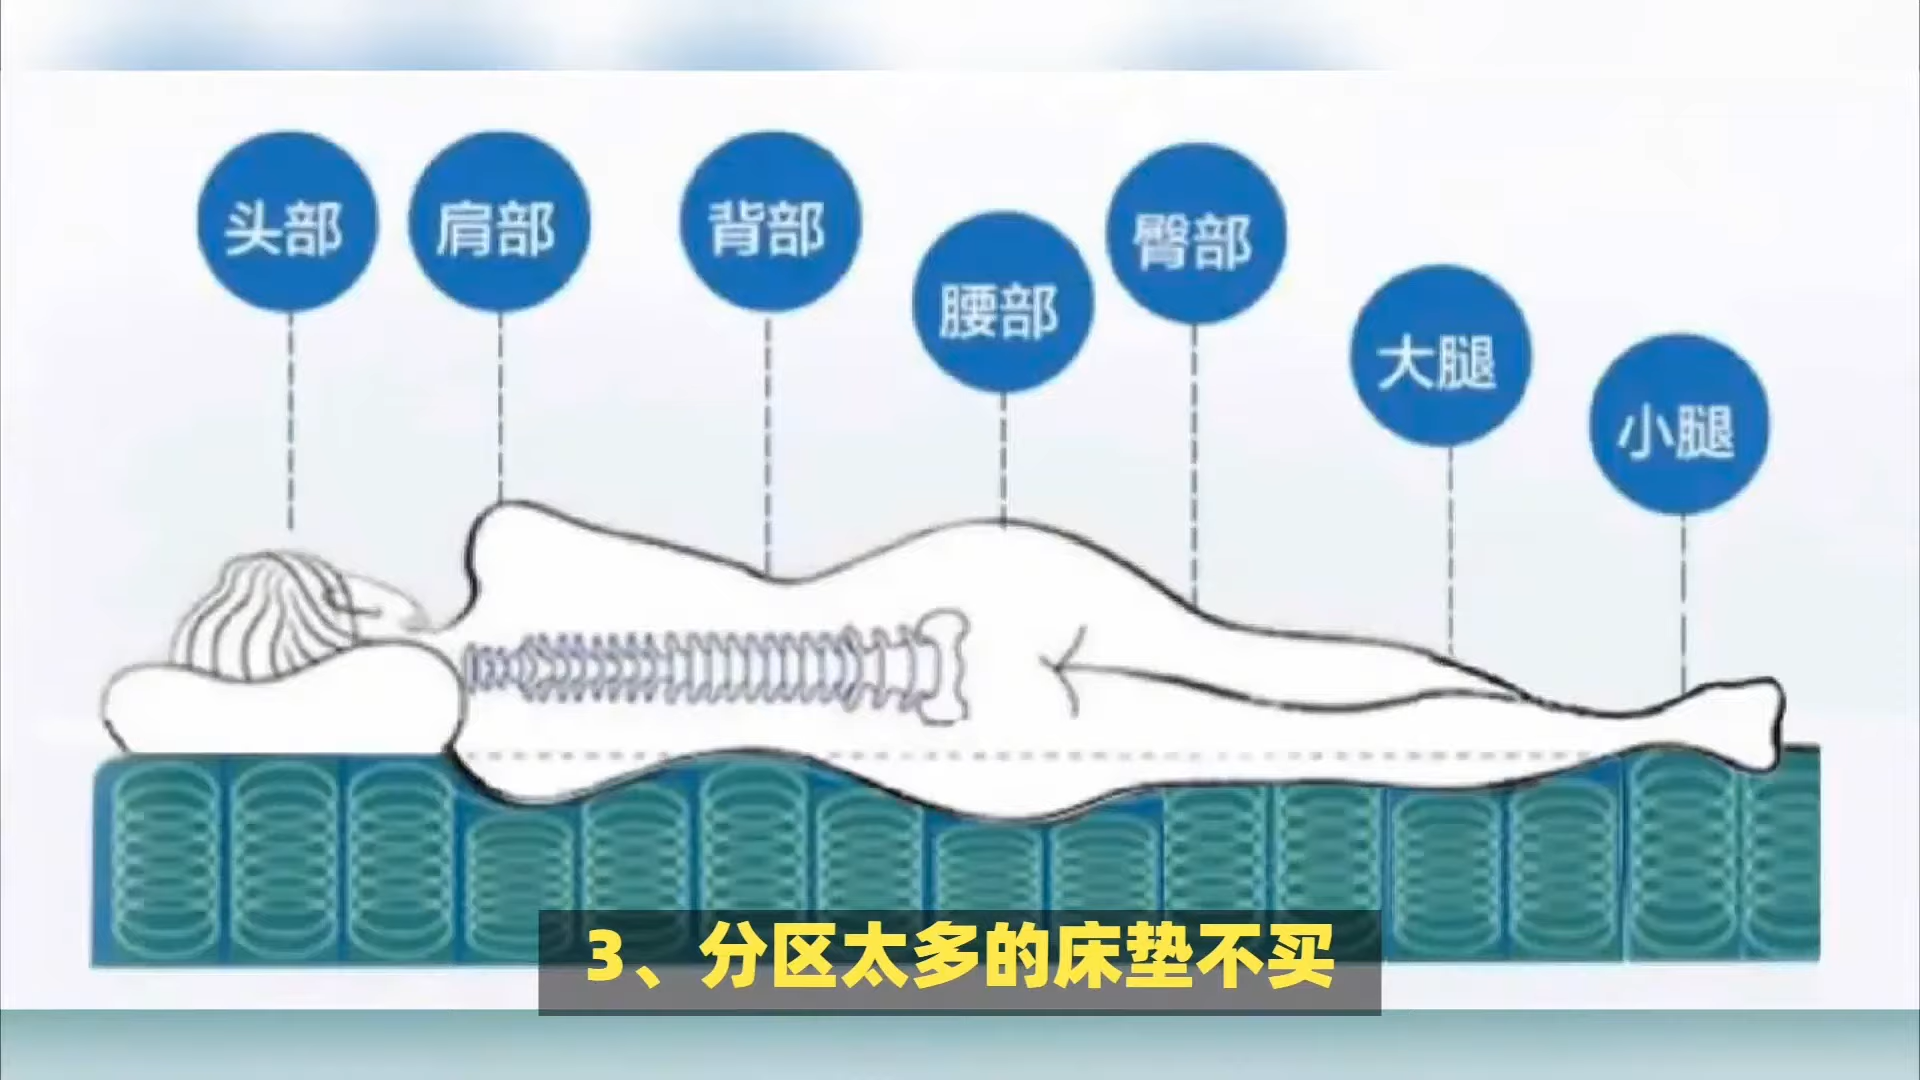 头部
肩部
背部
腰部
臀部
大腿
小腿
3、分区太多的床垫不买